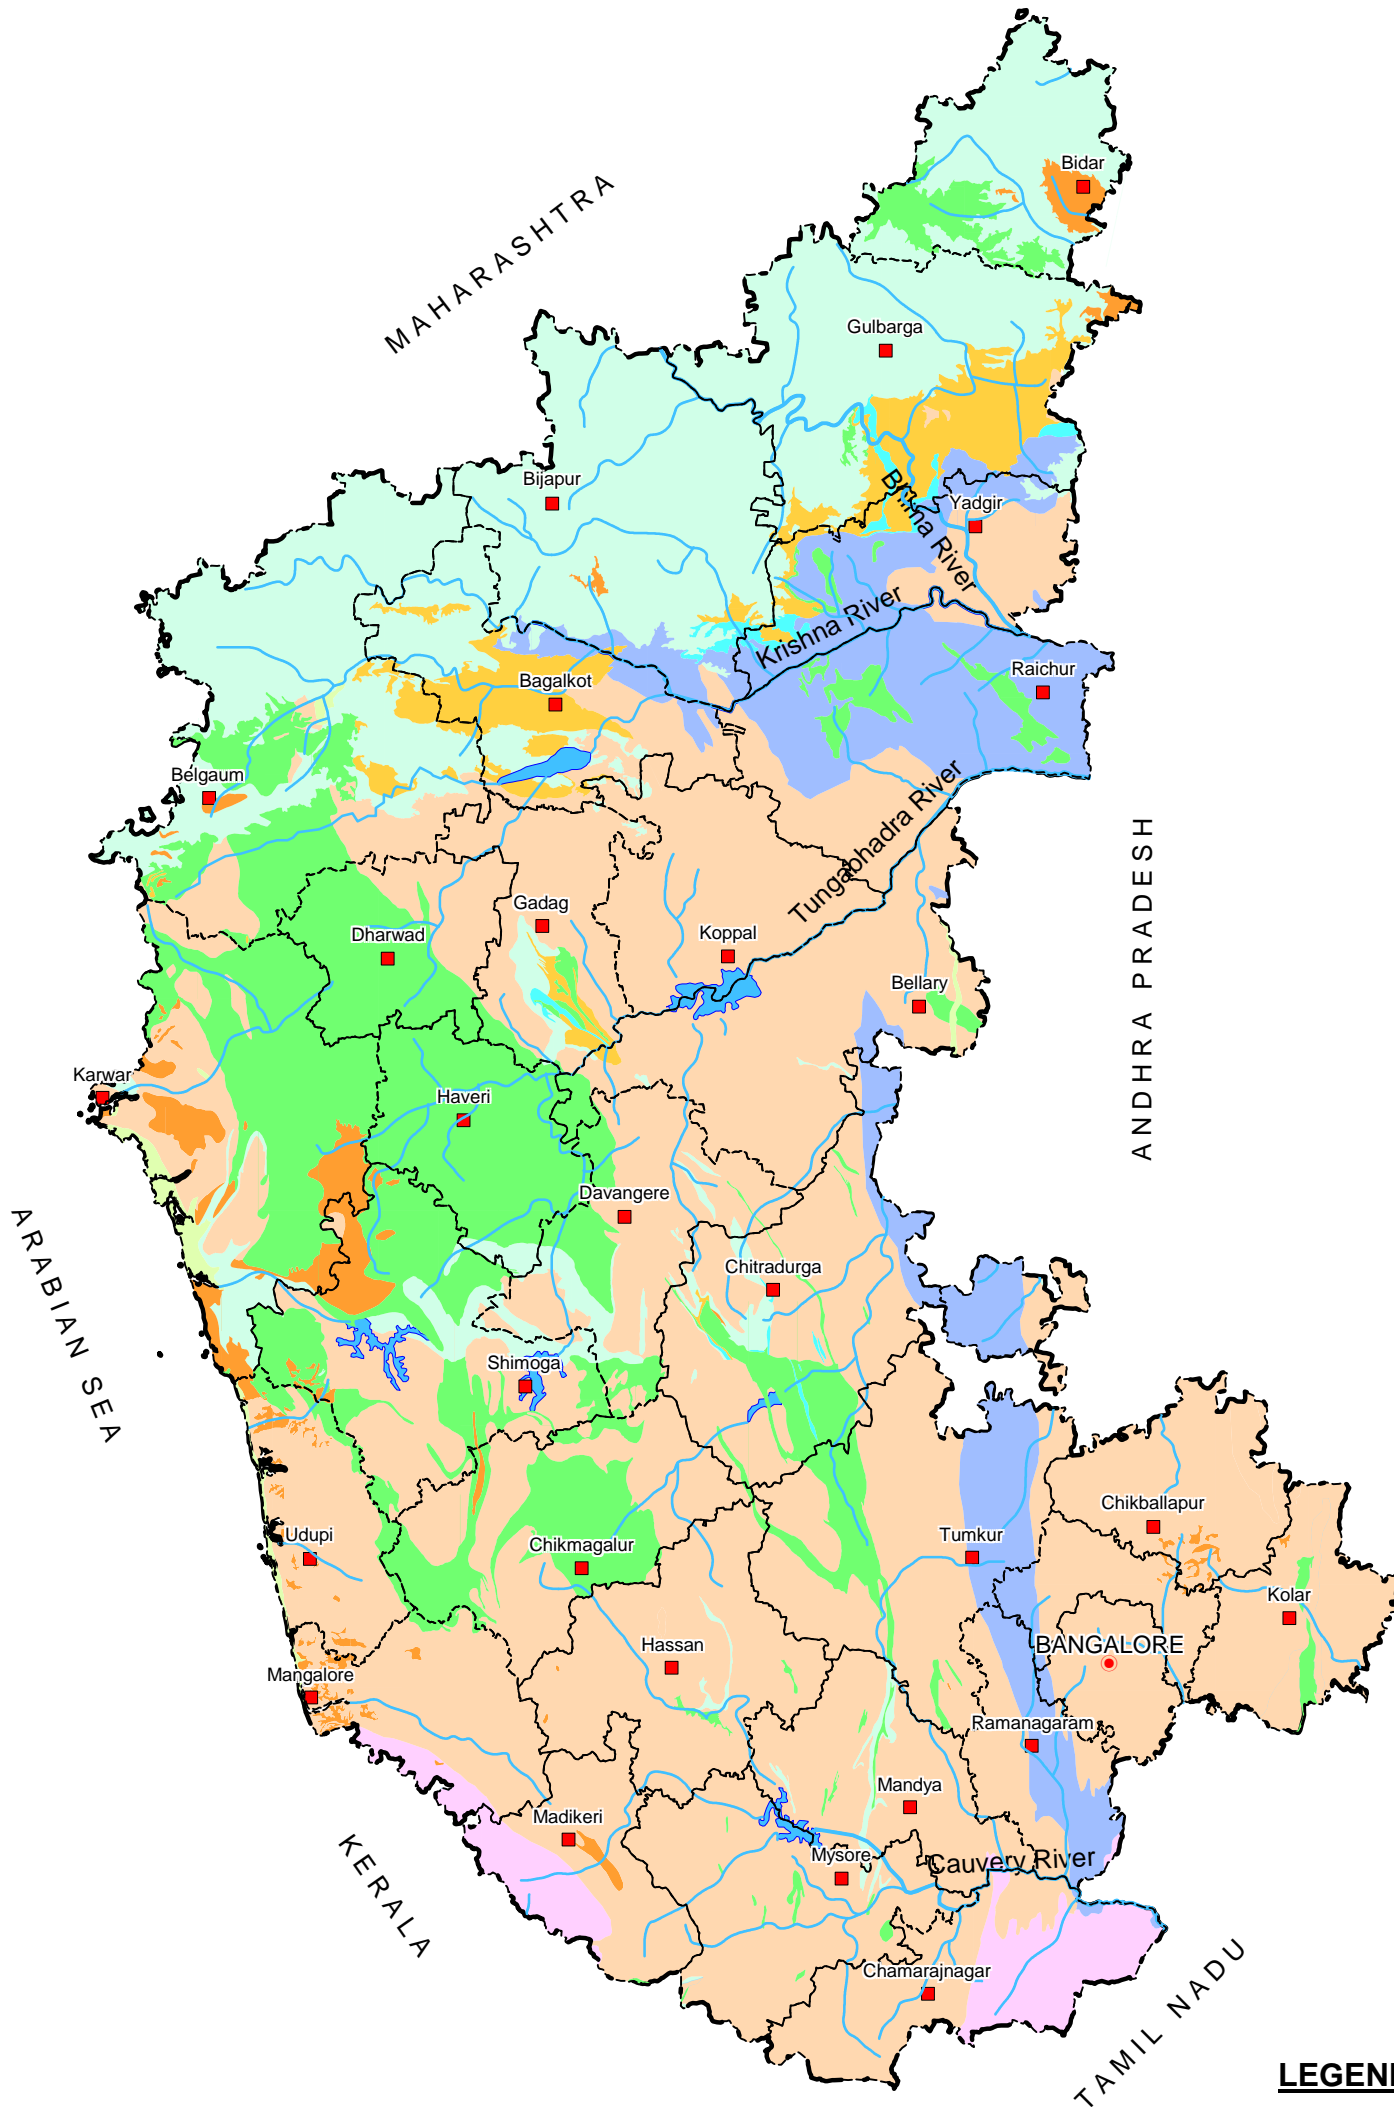 Bidar
MAHARASHTRA
Gulbarga
Bijapur
Bhima River
Yadgir
Krishna River
Raichur
Bagalkot
Belgaum
Tungabhadra River
ANDHRA PRADESH
Gadag
Dharwad
Koppal
Bellary
Karwar
Haveri
Davangere
ARABIAN SEA
Chitradurga
Shimoga
Chikballapur
Udupi
Chikmagalur
Tumkur
Kolar
Hassan
BANGALORE
Mangalore
Ramanagaram
Mandya
Madikeri
KERALA
Mysore
Cauvery River
Chamarajnagar
TAMIL NADU
LEGEND